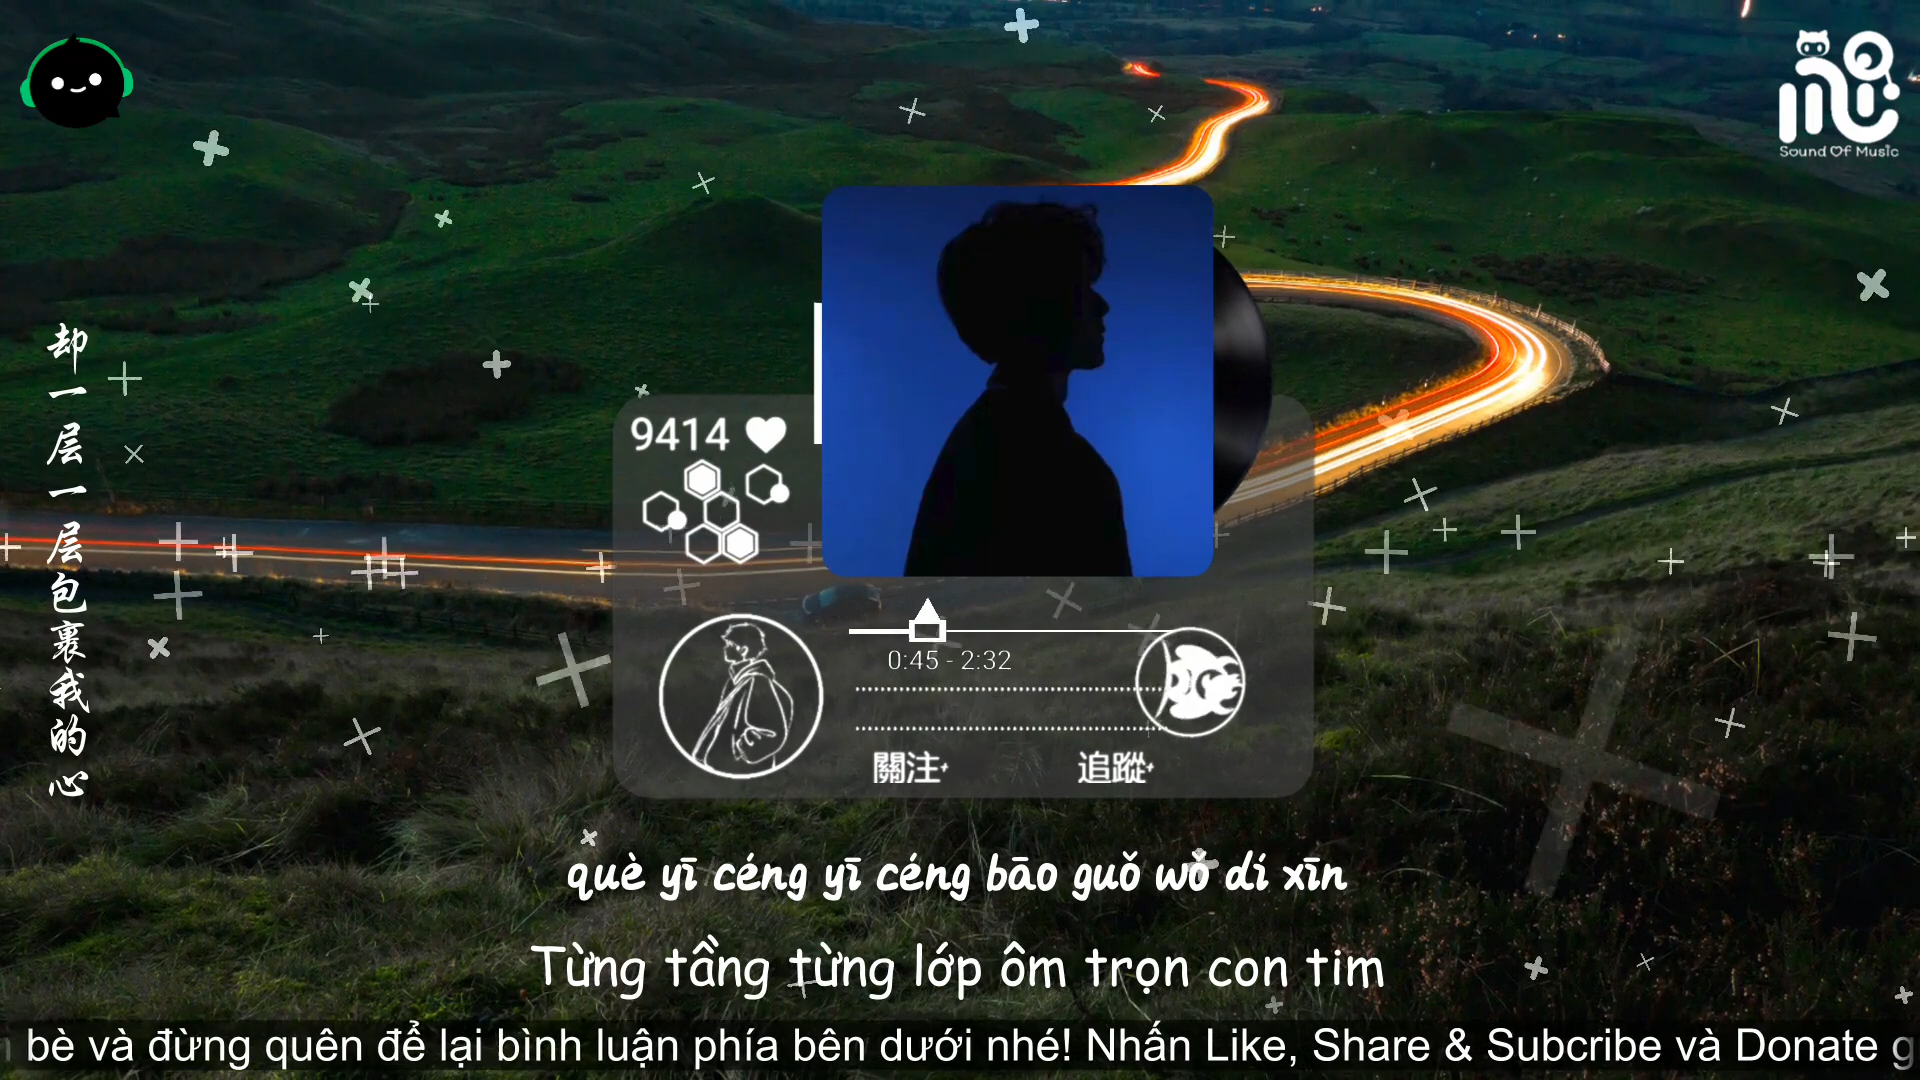 Sound Of Music
却一层一层包裹我的心
9414
0:45 - 2:32
關注
追蹤
què yī céng yī céng bāo guǒ wǒ dí xīn
Từng tầng từng lớp ôm trọn con tim
bè và đừng quên để lại bình luận phía bên dưới nhé! Nhấn Like, Share & Subcribe và Donate